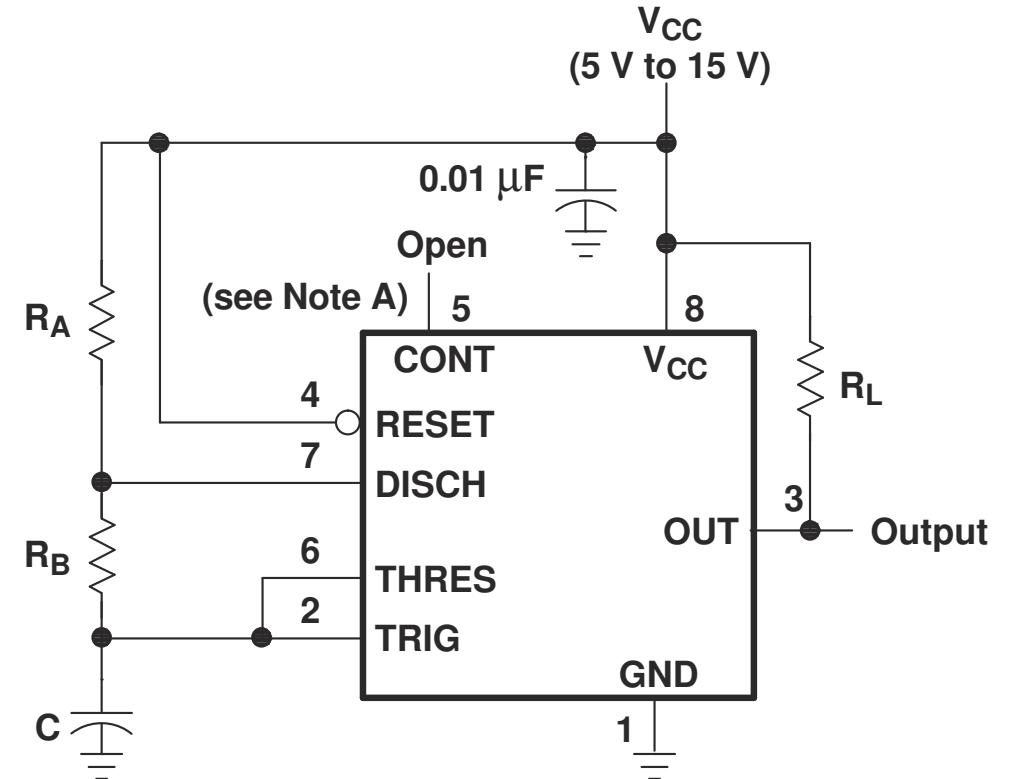 VCC
(5 V to 15 V)
0.01 μF
Open
(see Note A)
5
8
RA
CONT
VCC
RL
4
RESET
7
DISCH
3
OUT
Output
RB
6
THRES
2
TRIG
GND
C
1